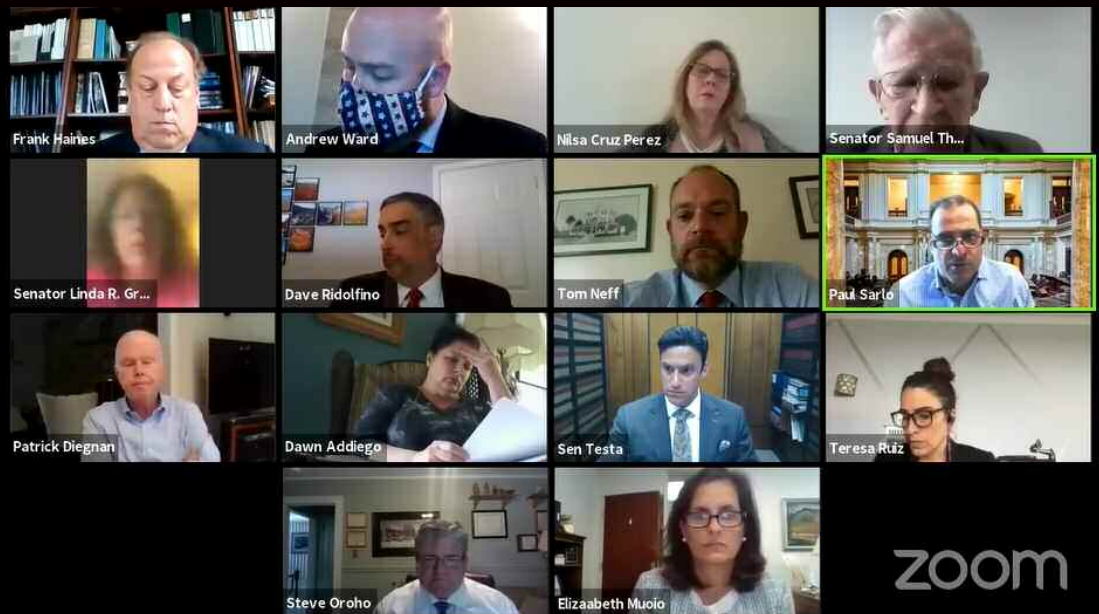 Frank Haines
Andrew Ward
Nilsa Cruz Perez
Senator Samuel Th...
Senator Linda R. Gr...
Dave Ridolfino
Tom Neff
Paul Sarlo
Patrick Diegnan
Dawn Addiego
Sen Testa
Teresa Ruiz
Steve Oroho
Elizaabeth Muoio
zoom